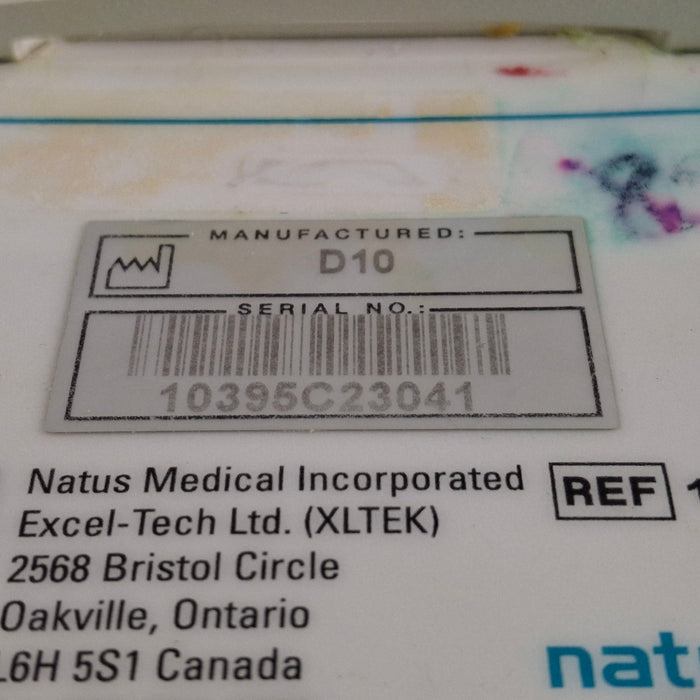 MANUFACTURED:
D10
SERIAL NO.:
10395C23041
Natus Medical Incorporated
REF
Excel-Tech Ltd. (XLTEK)
2568 Bristol Circle
Oakville, Ontario
L6H 5S1 Canada
nat